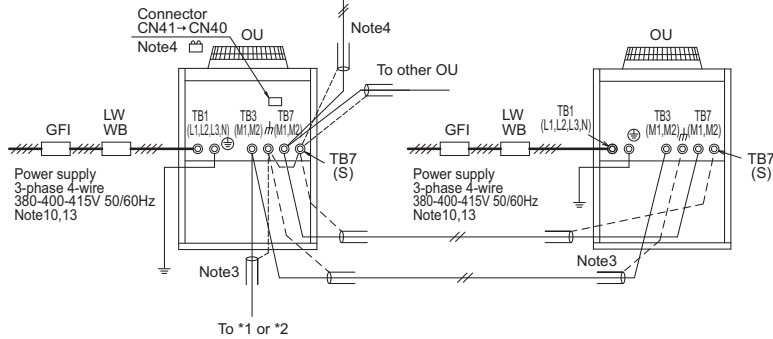 Connector
CN41→CN40
Note4
OU
Note4
To other OU
OU
TB1
(L1,L2,L3,N)
TB3
(M1,M2)
TB7
(M1,M2)
GFI
LW
WB
TB7
(S)
Power supply
3-phase 4-wire
380-400-415V 50/60Hz
Note10,13
GFI
LW
WB
TB1
(L1,L2,L3,N)
TB3
(M1,M2)
TB7
(M1,M2)
TB7
(S)
Power supply
3-phase 4-wire
380-400-415V 50/60Hz
Note10,13
Note3
Note3
To *1 or *2